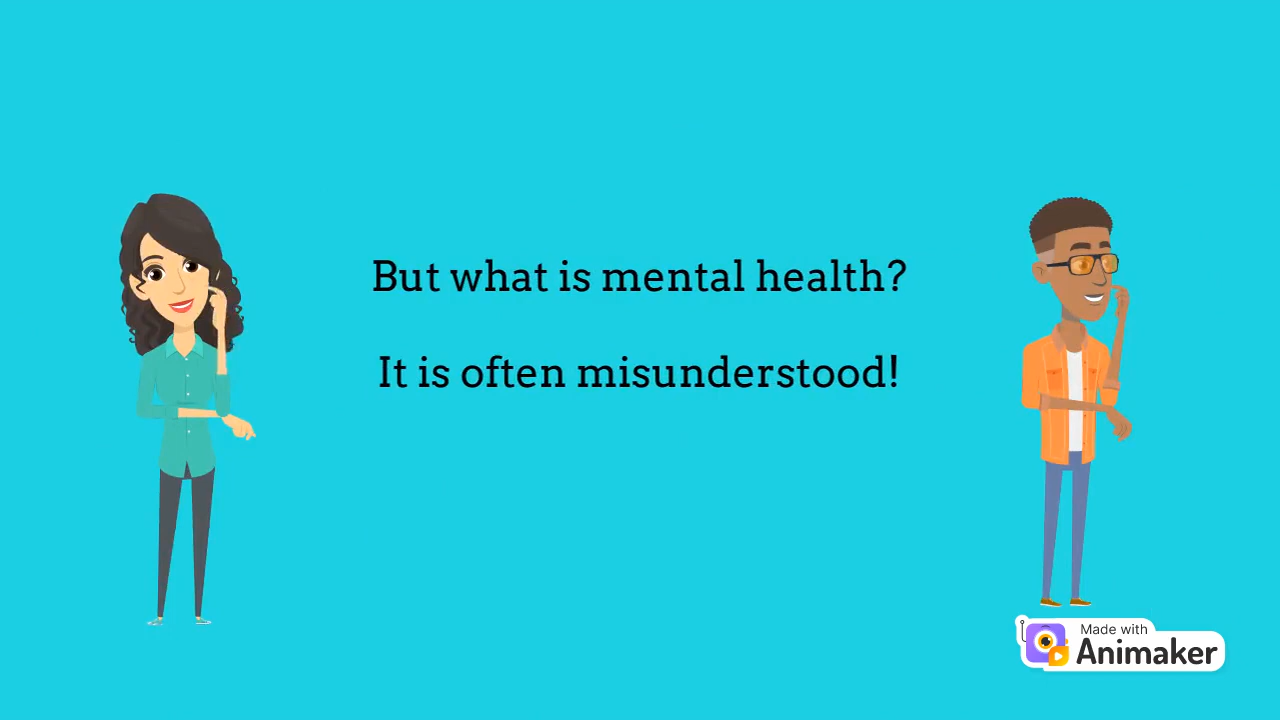 But what is mental health?
It is often misunderstood!
Made with
Animaker